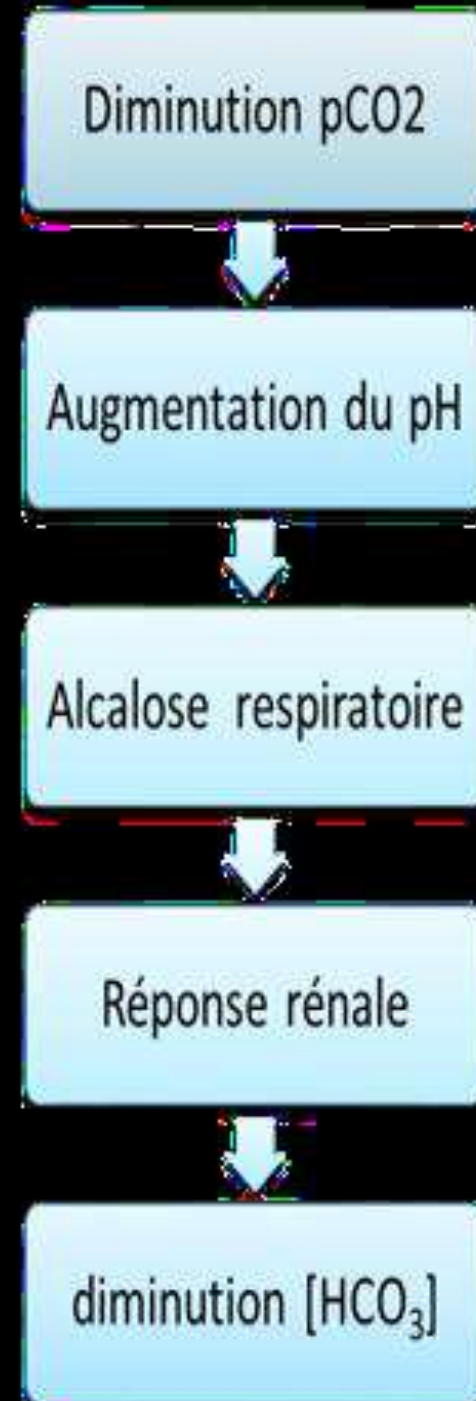 Diminution pCO2
Augmentation du pH
Alcalose respiratoire
Réponse rénale
diminution [HCO₃]